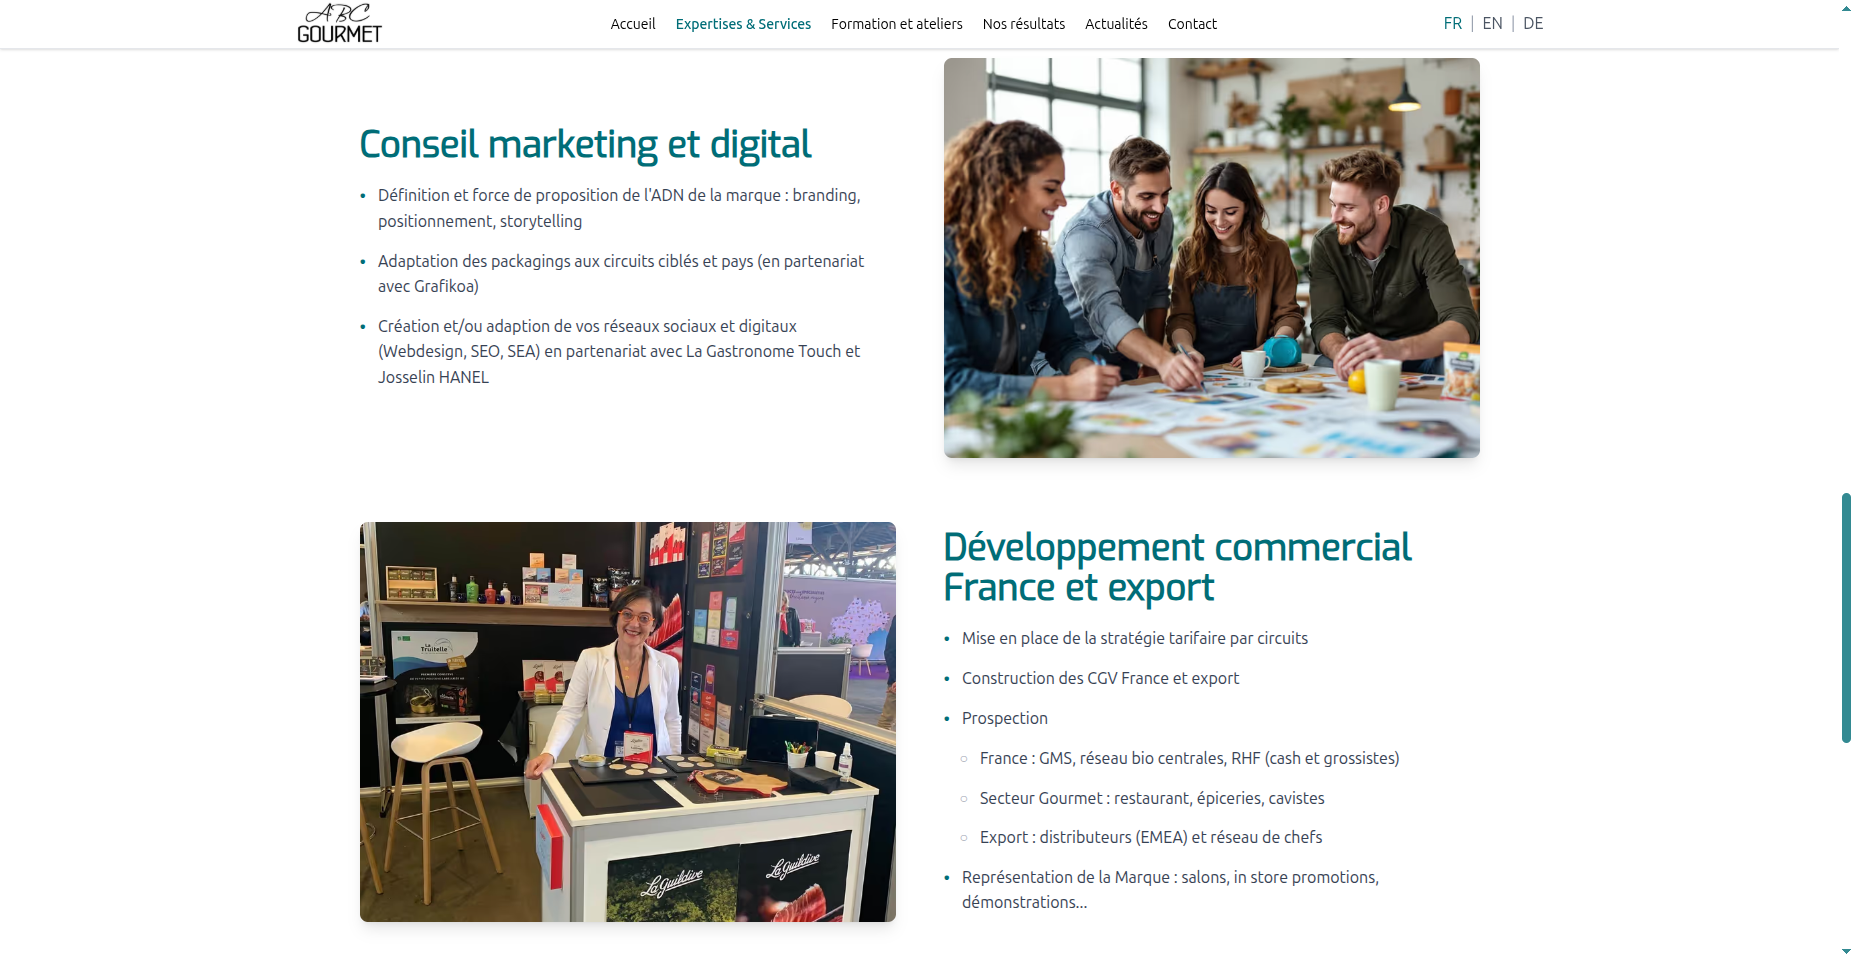 ABC
GOURMET
Accueil
Expertises & Services
Formation et ateliers
Nos résultats
Actualités
Contact
FR | EN | DE
Conseil marketing et digital
• Définition et force de proposition de l'ADN de la marque : branding,
positionnement, storytelling
• Adaptation des packagings aux circuits ciblés et pays (en partenariat
avec Grafikoa)
• Création et/ou adaption de vos réseaux sociaux et digitaux
(Webdesign, SEO, SEA) en partenariat avec La Gastronome Touch et
Josselin HANEL
La
Truitelle
La Guildive
La Guildive
Développement commercial
France et export
• Mise en place de la stratégie tarifaire par circuits
• Construction des CGV France et export
• Prospection
○ France : GMS, réseau bio centrales, RHF (cash et grossistes)
○ Secteur Gourmet : restaurant, épiceries, cavistes
○ Export : distributeurs (EMEA) et réseau de chefs
• Représentation de la Marque : salons, in store promotions,
démonstrations...